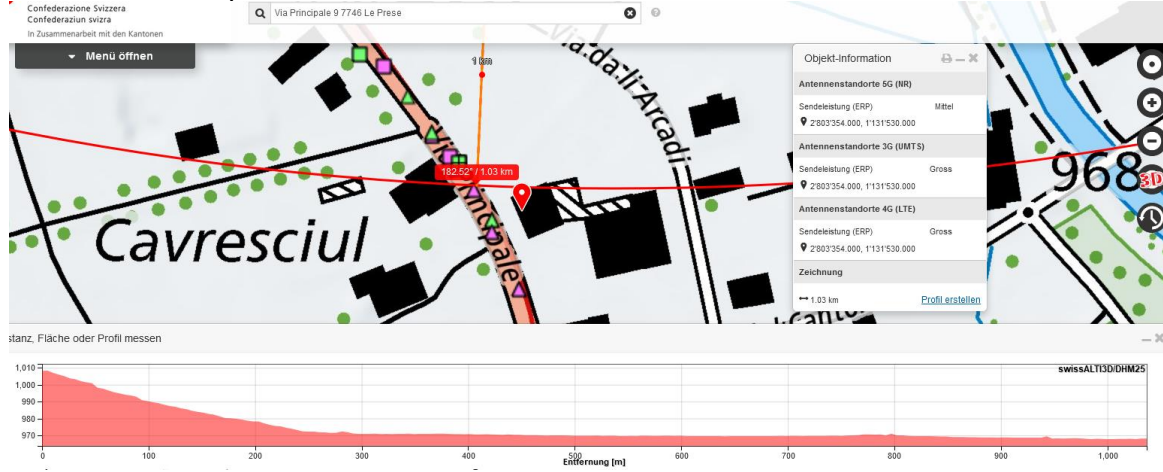 Confederazione Svizzera
Confederaziun svizra
In Zusammenarbeit mit den Kantonen
Via Principale 9 7746 Le Prese
Menü öffnen
1 km
Via da li Arcadi
Objekt-Information
Antennenstandorte 5G (NR)
Sendeleistung (ERP) Mittel
2'803'354.000, 1'131'530.000
Antennenstandorte 3G (UMTS)
Sendeleistung (ERP) Gross
2'803'354.000, 1'131'530.000
Antennenstandorte 4G (LTE)
Sendeleistung (ERP) Gross
2'803'354.000, 1'131'530.000
Zeichnung
1.03 km Profil erstellen
182.52° / 1.03 km
968
3D
Cavresciul
stanz, Fläche oder Profil messen
swissALTI3D/DHM25
1,010
1,000
990
980
970
0 100 200 300 400 500 600 700 800 900 1,000
Entfernung [m]